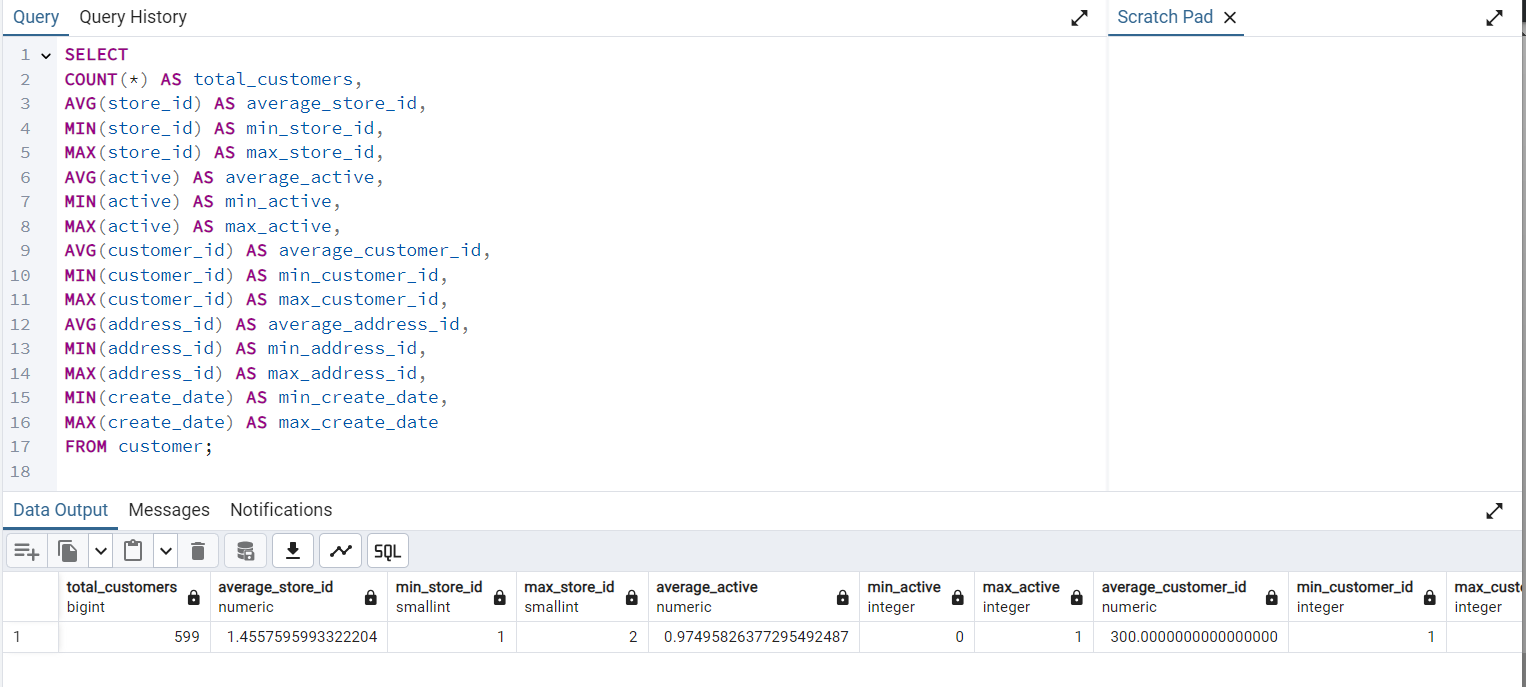 Query Query History Scratch Pad
1 SELECT
2 COUNT(*) AS total_customers,
3 AVG(store_id) AS average_store_id,
4 MIN(store_id) AS min_store_id,
5 MAX(store_id) AS max_store_id,
6 AVG(active) AS average_active,
7 MIN(active) AS min_active,
8 MAX(active) AS max_active,
9 AVG(customer_id) AS average_customer_id,
10 MIN(customer_id) AS min_customer_id,
11 MAX(customer_id) AS max_customer_id,
12 AVG(address_id) AS average_address_id,
13 MIN(address_id) AS min_address_id,
14 MAX(address_id) AS max_address_id,
15 MIN(create_date) AS min_create_date,
16 MAX(create_date) AS max_create_date
17 FROM customer;
18
Data Output Messages Notifications
SQL
total_customers average_store_id min_store_id max_store_id average_active min_active max_active average_customer_id min_customer_id max_custo
bigint numeric smallint smallint numeric integer integer numeric integer integer
1 599 1.4557595993322204 1 2 0.97495826377295492487 0 1 300.0000000000000000 1